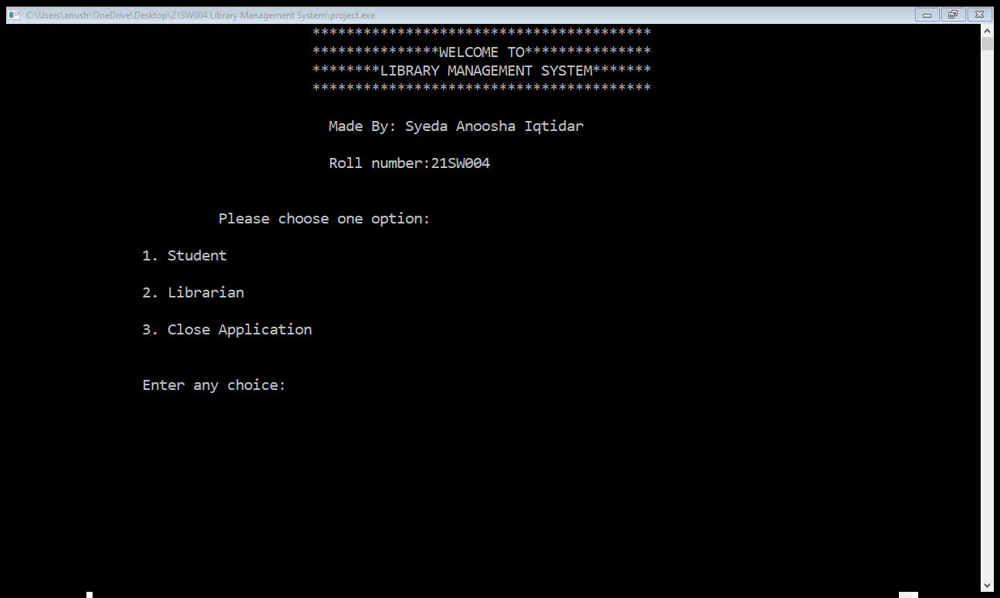 C:\Users\anush\OneDrive\Desktop\21SW004 Library Management System\project.exe
****************************************
***************WELCOME TO***************
********LIBRARY MANAGEMENT SYSTEM*******
****************************************
Made By: Syeda Anoosha Iqtidar
Roll number:21SW004
Please choose one option:
1. Student
2. Librarian
3. Close Application
Enter any choice: